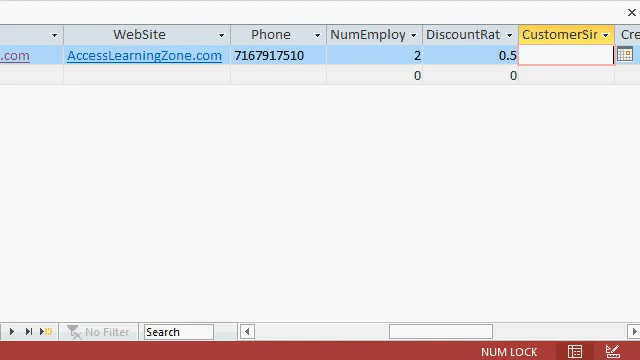 WebSite Phone NumEmploy DiscountRat CustomerSir Cre
.com AccessLearningZone.com 7167917510 2 0.5
0 0
No Filter Search
NUM LOCK